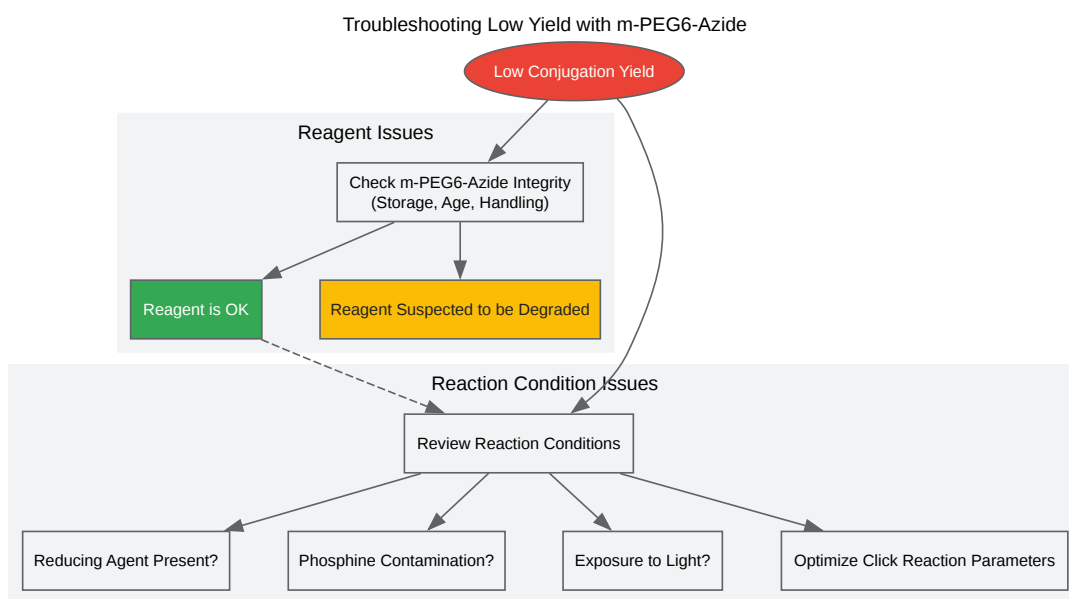 Troubleshooting Low Yield with m-PEG6-Azide
Low Conjugation Yield
Reagent Issues
Check m-PEG6-Azide Integrity
(Storage, Age, Handling)
Reagent is OK
Reagent Suspected to be Degraded
Reaction Condition Issues
Review Reaction Conditions
Reducing Agent Present?
Phosphine Contamination?
Exposure to Light?
Optimize Click Reaction Parameters